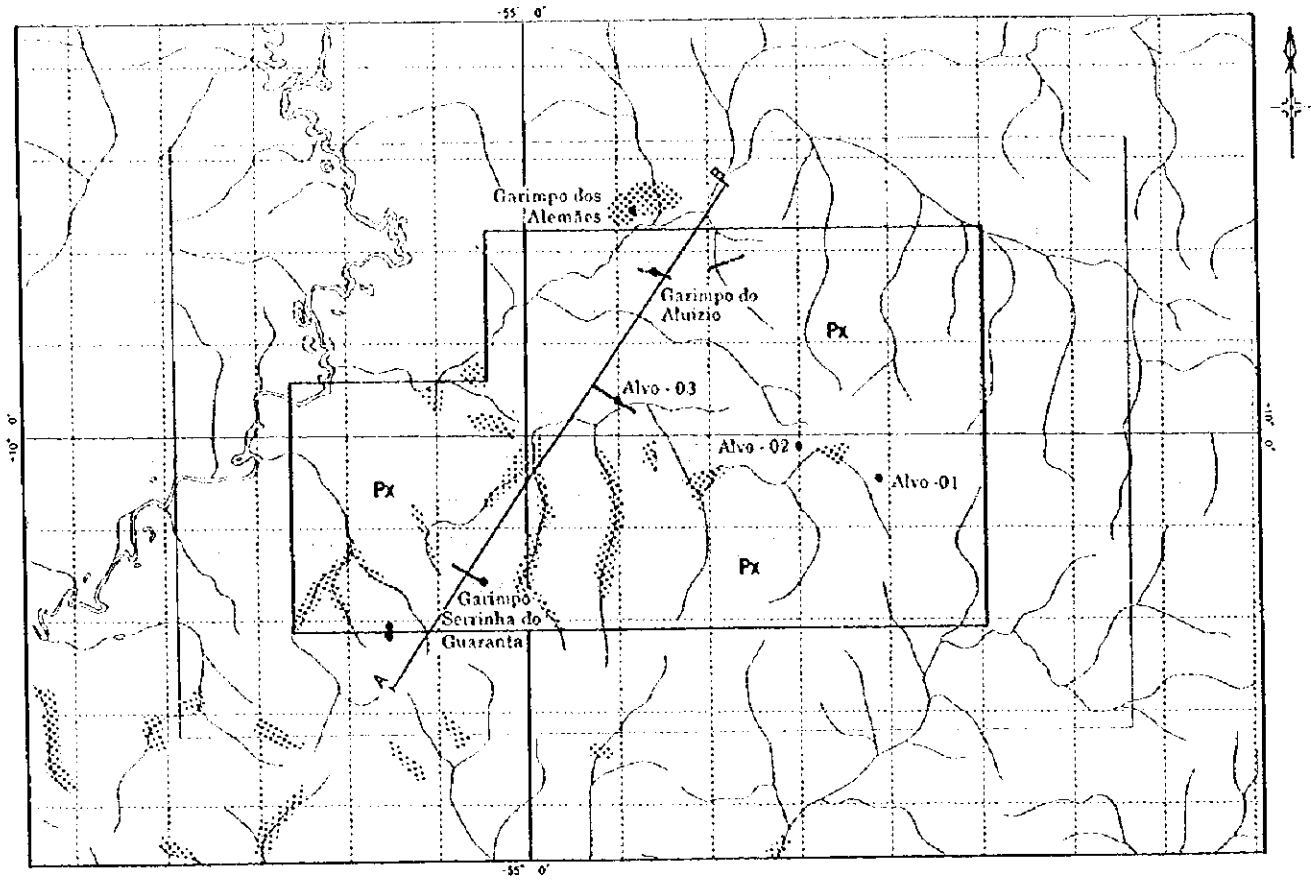 -55° 0'
B
Garimpo dos
Alemães
Garimpo do
Aluizio
Px
Alvo - 03
10° 0'
10° 0'
Alvo - 02
Alvo -01
Px
Px
Garimpo
Serrinha do
Guarantã
A
-55° 0'